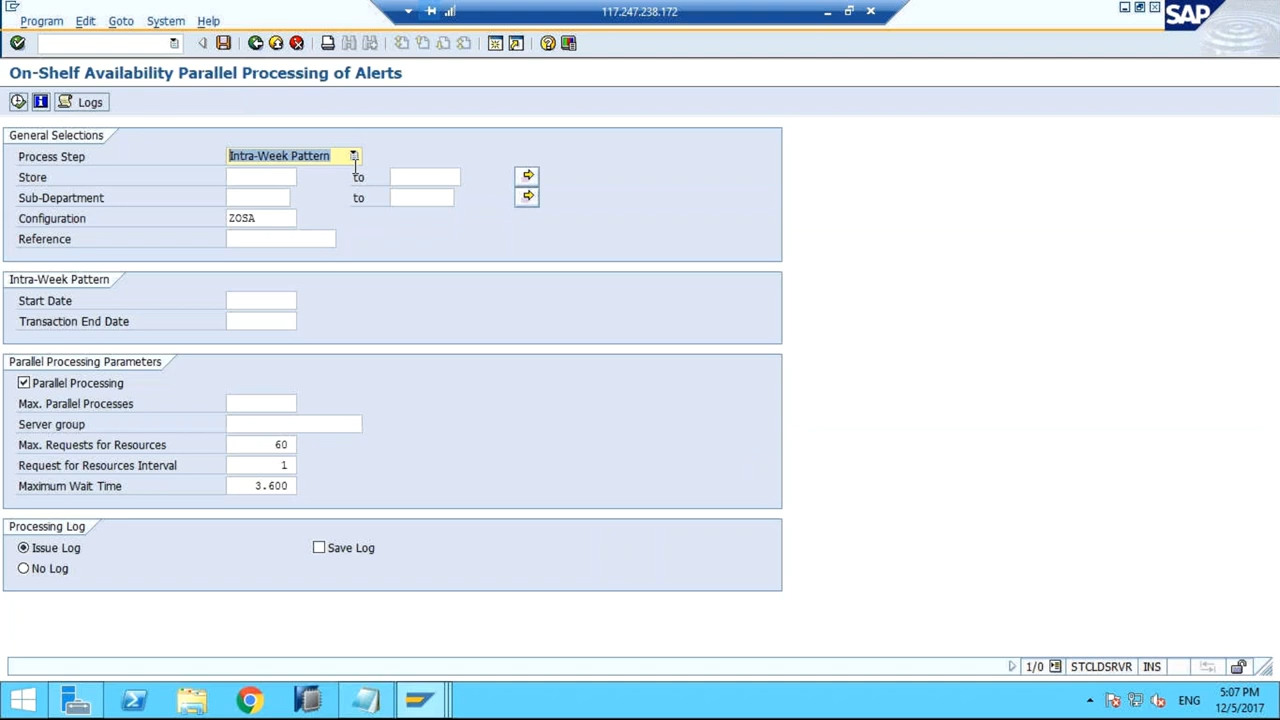 117.247.238.172
Program Edit Goto System Help
SAP
On-Shelf Availability Parallel Processing of Alerts
Logs
General Selections
Process Step Intra-Week Pattern
Store to
Sub-Department to
Configuration ZOSA
Reference
Intra-Week Pattern
Start Date
Transaction End Date
Parallel Processing Parameters
Parallel Processing
Max. Parallel Processes
Server group
Max. Requests for Resources 60
Request for Resources Interval 1
Maximum Wait Time 3.600
Processing Log
Issue Log Save Log
No Log
1/0 STCLDSRVR INS
ENG 5:07 PM
12/5/2017